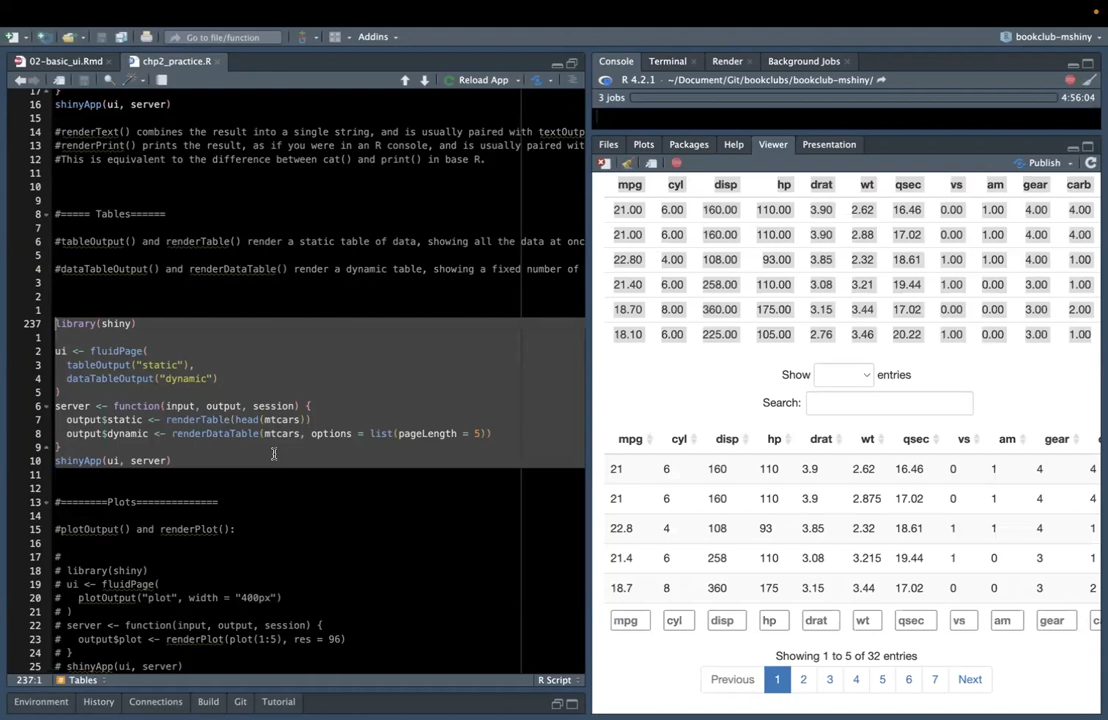 Go to file/function
Addins
bookclub-mshiny
02-basic_ui.Rmd
chp2_practice.R
Reload App
17 }
16 shinyApp(ui, server)
15
14 #renderText() combines the result into a single string, and is usually paired with textOutp
13 #renderPrint() prints the result, as if you were in an R console, and is usually paired wit
12 #This is equivalent to the difference between cat() and print() in base R.
11
10
9
8 #===== Tables======
7
6 #tableOutput() and renderTable() render a static table of data, showing all the data at onc
5
4 #dataTableOutput() and renderDataTable() render a dynamic table, showing a fixed number of
3
2
1
237 library(shiny)
1
2 ui <- fluidPage(
3 tableOutput("static"),
4 dataTableOutput("dynamic")
5 )
6 server <- function(input, output, session) {
7 output$static <- renderTable(head(mtcars))
8 output$dynamic <- renderDataTable(mtcars, options = list(pageLength = 5))
9 }
10 shinyApp(ui, server)
11
12
13 #========Plots==============
14
15 #plotOutput() and renderPlot():
16
17 #
18 # library(shiny)
19 # ui <- fluidPage(
20 # plotOutput("plot", width = "400px")
21 # )
22 # server <- function(input, output, session) {
23 # output$plot <- renderPlot(plot(1:5), res = 96)
24 # }
25 # shinyApp(ui, server)
237:1 Tables R Script
Environment History Connections Build Git Tutorial
Console Terminal Render Background Jobs
R 4.2.1 · ~/Document/Git/bookclubs/bookclub-mshiny/
3 jobs 4:56:04
Files Plots Packages Help Viewer Presentation
Publish
mpg cyl disp hp drat wt qsec vs am gear carb
21.00 6.00 160.00 110.00 3.90 2.62 16.46 0.00 1.00 4.00 4.00
21.00 6.00 160.00 110.00 3.90 2.88 17.02 0.00 1.00 4.00 4.00
22.80 4.00 108.00 93.00 3.85 2.32 18.61 1.00 1.00 4.00 1.00
21.40 6.00 258.00 110.00 3.08 3.21 19.44 1.00 0.00 3.00 1.00
18.70 8.00 360.00 175.00 3.15 3.44 17.02 0.00 0.00 3.00 2.00
18.10 6.00 225.00 105.00 2.76 3.46 20.22 1.00 0.00 3.00 1.00
Show entries
Search:
mpg cyl disp hp drat wt qsec vs am gear
21 6 160 110 3.9 2.62 16.46 0 1 4 4
21 6 160 110 3.9 2.875 17.02 0 1 4 4
22.8 4 108 93 3.85 2.32 18.61 1 1 4 1
21.4 6 258 110 3.08 3.215 19.44 1 0 3 1
18.7 8 360 175 3.15 3.44 17.02 0 0 3 2
mpg cyl disp hp drat wt qsec vs am gear c
Showing 1 to 5 of 32 entries
Previous 1 2 3 4 5 6 7 Next